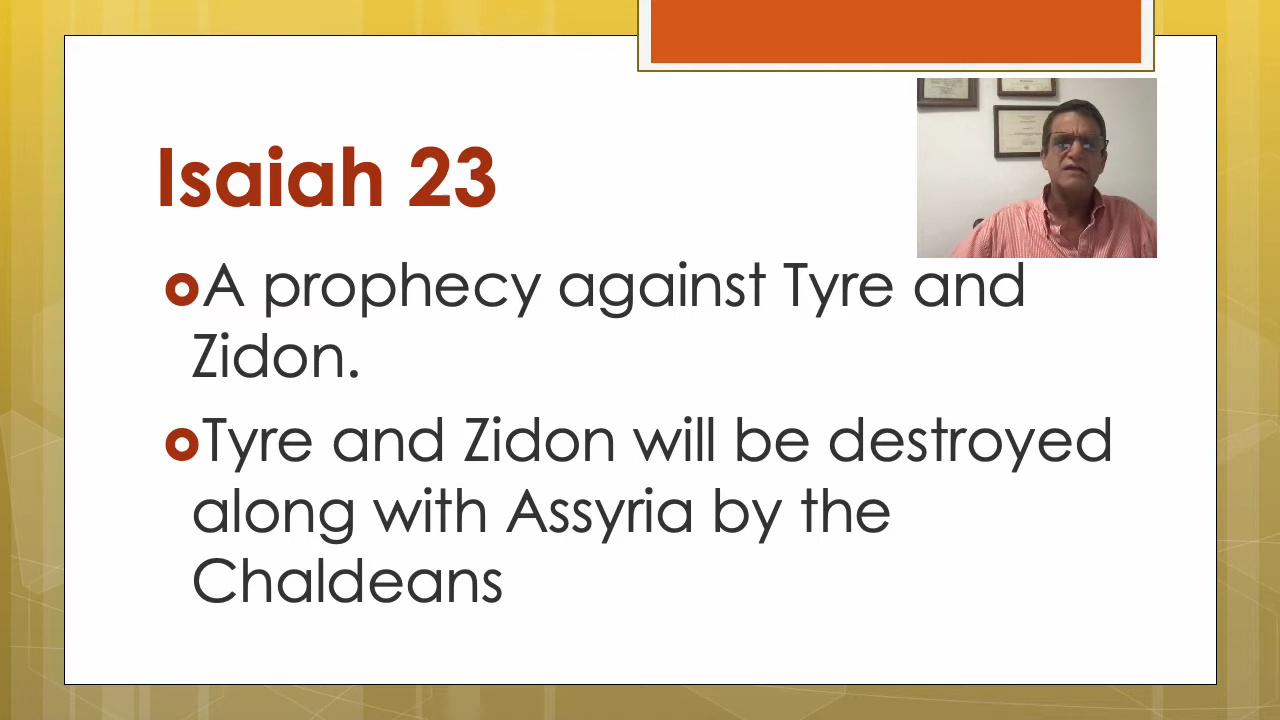 Isaiah 23
A prophecy against Tyre and
Zidon.
Tyre and Zidon will be destroyed
along with Assyria by the
Chaldeans